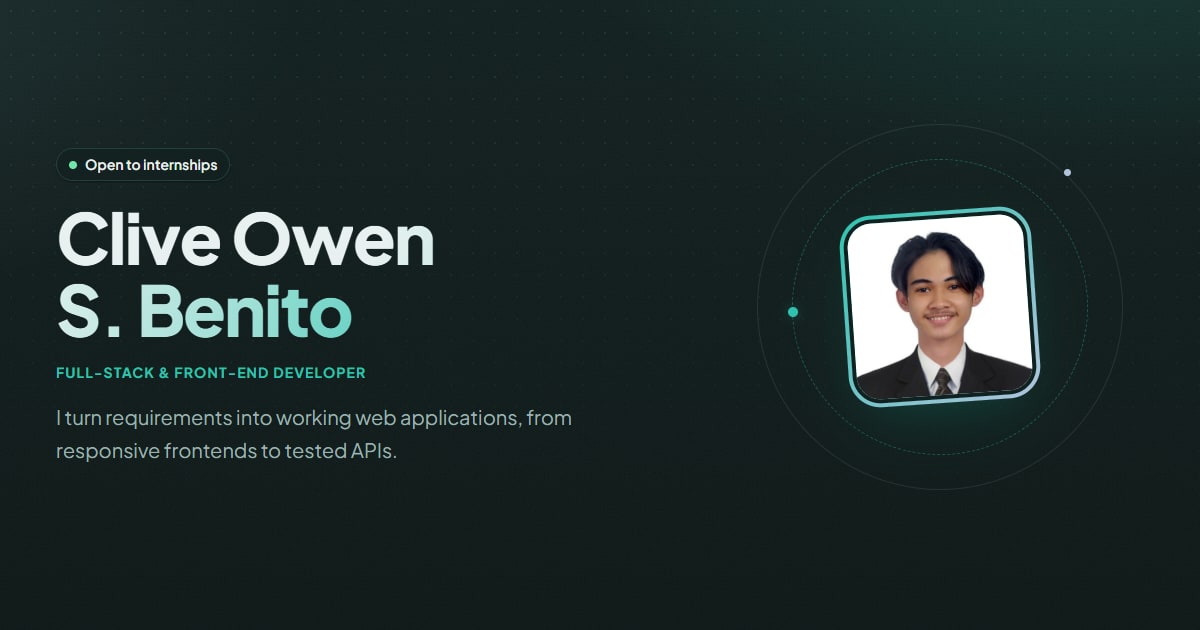 Open to internships
Clive Owen
S. Benito
FULL-STACK & FRONT-END DEVELOPER
I turn requirements into working web applications, from
responsive frontends to tested APIs.